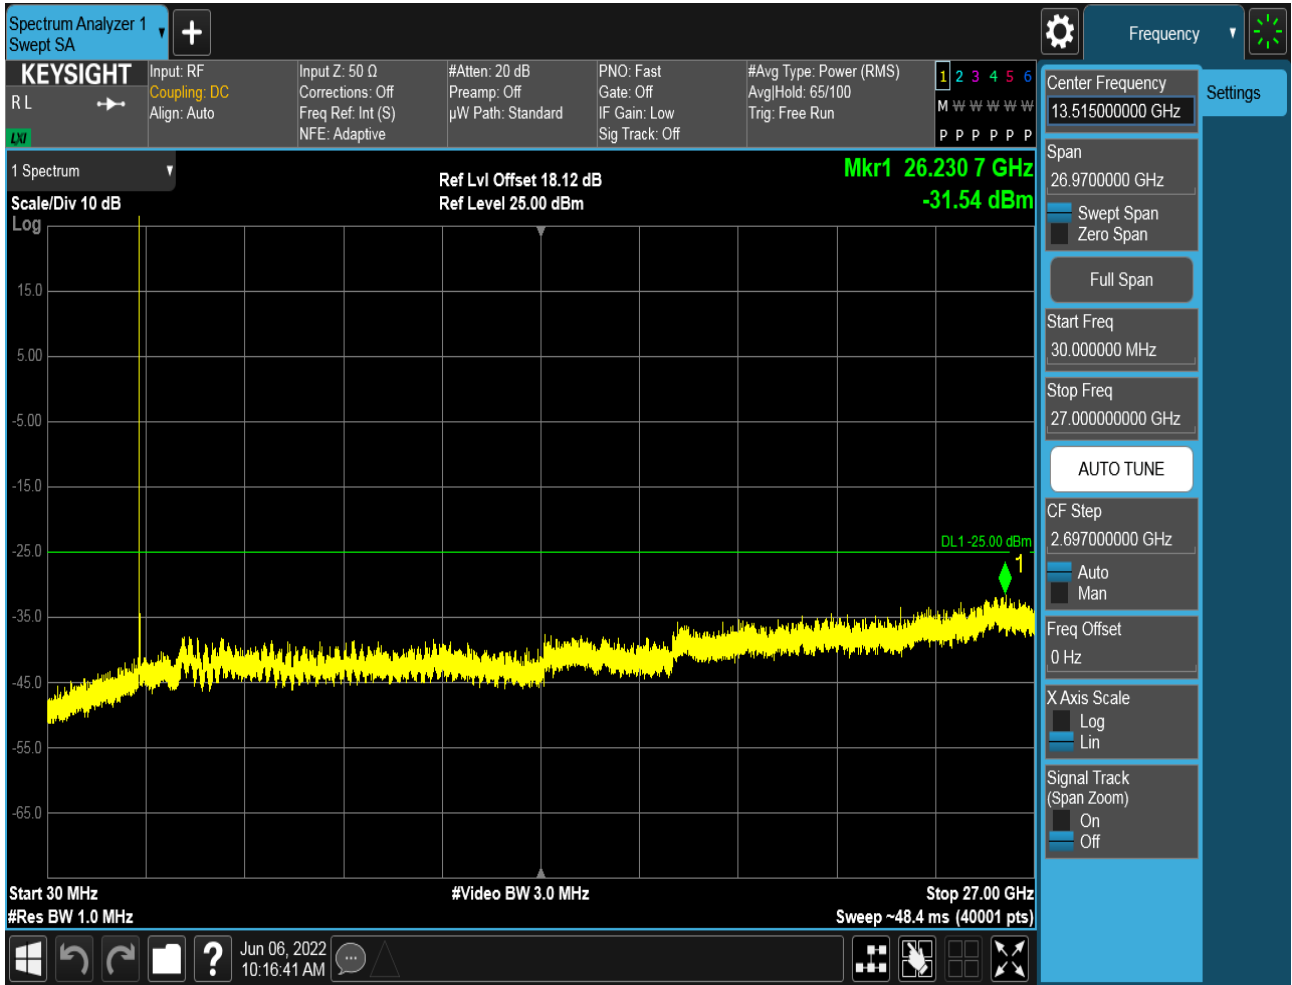 Spectrum Analyzer 1
Swept SA
Frequency
KEYSIGHT
R L
LXI
Input: RF
Coupling: DC
Align: Auto
Input Z: 50 Ω
Corrections: Off
Freq Ref: Int (S)
NFE: Adaptive
#Atten: 20 dB
Preamp: Off
µW Path: Standard
PNO: Fast
Gate: Off
IF Gain: Low
Sig Track: Off
#Avg Type: Power (RMS)
Avg|Hold: 65/100
Trig: Free Run
1 2 3 4 5 6
M W W W W W
P P P P P P
1 Spectrum
Scale/Div 10 dB
Log
Ref Lvl Offset 18.12 dB
Ref Level 25.00 dBm
Mkr1 26.230 7 GHz
-31.54 dBm
15.0
5.00
-5.00
-15.0
-25.0
-35.0
-45.0
-55.0
-65.0
DL1 -25.00 dBm
1
Start 30 MHz
#Res BW 1.0 MHz
#Video BW 3.0 MHz
Stop 27.00 GHz
Sweep ~48.4 ms (40001 pts)
Center Frequency
13.515000000 GHz
Span
26.9700000 GHz
Swept Span
Zero Span
Full Span
Start Freq
30.000000 MHz
Stop Freq
27.000000000 GHz
AUTO TUNE
CF Step
2.697000000 GHz
Auto
Man
Freq Offset
0 Hz
X Axis Scale
Log
Lin
Signal Track
(Span Zoom)
On
Off
Settings
?
Jun 06, 2022
10:16:41 AM